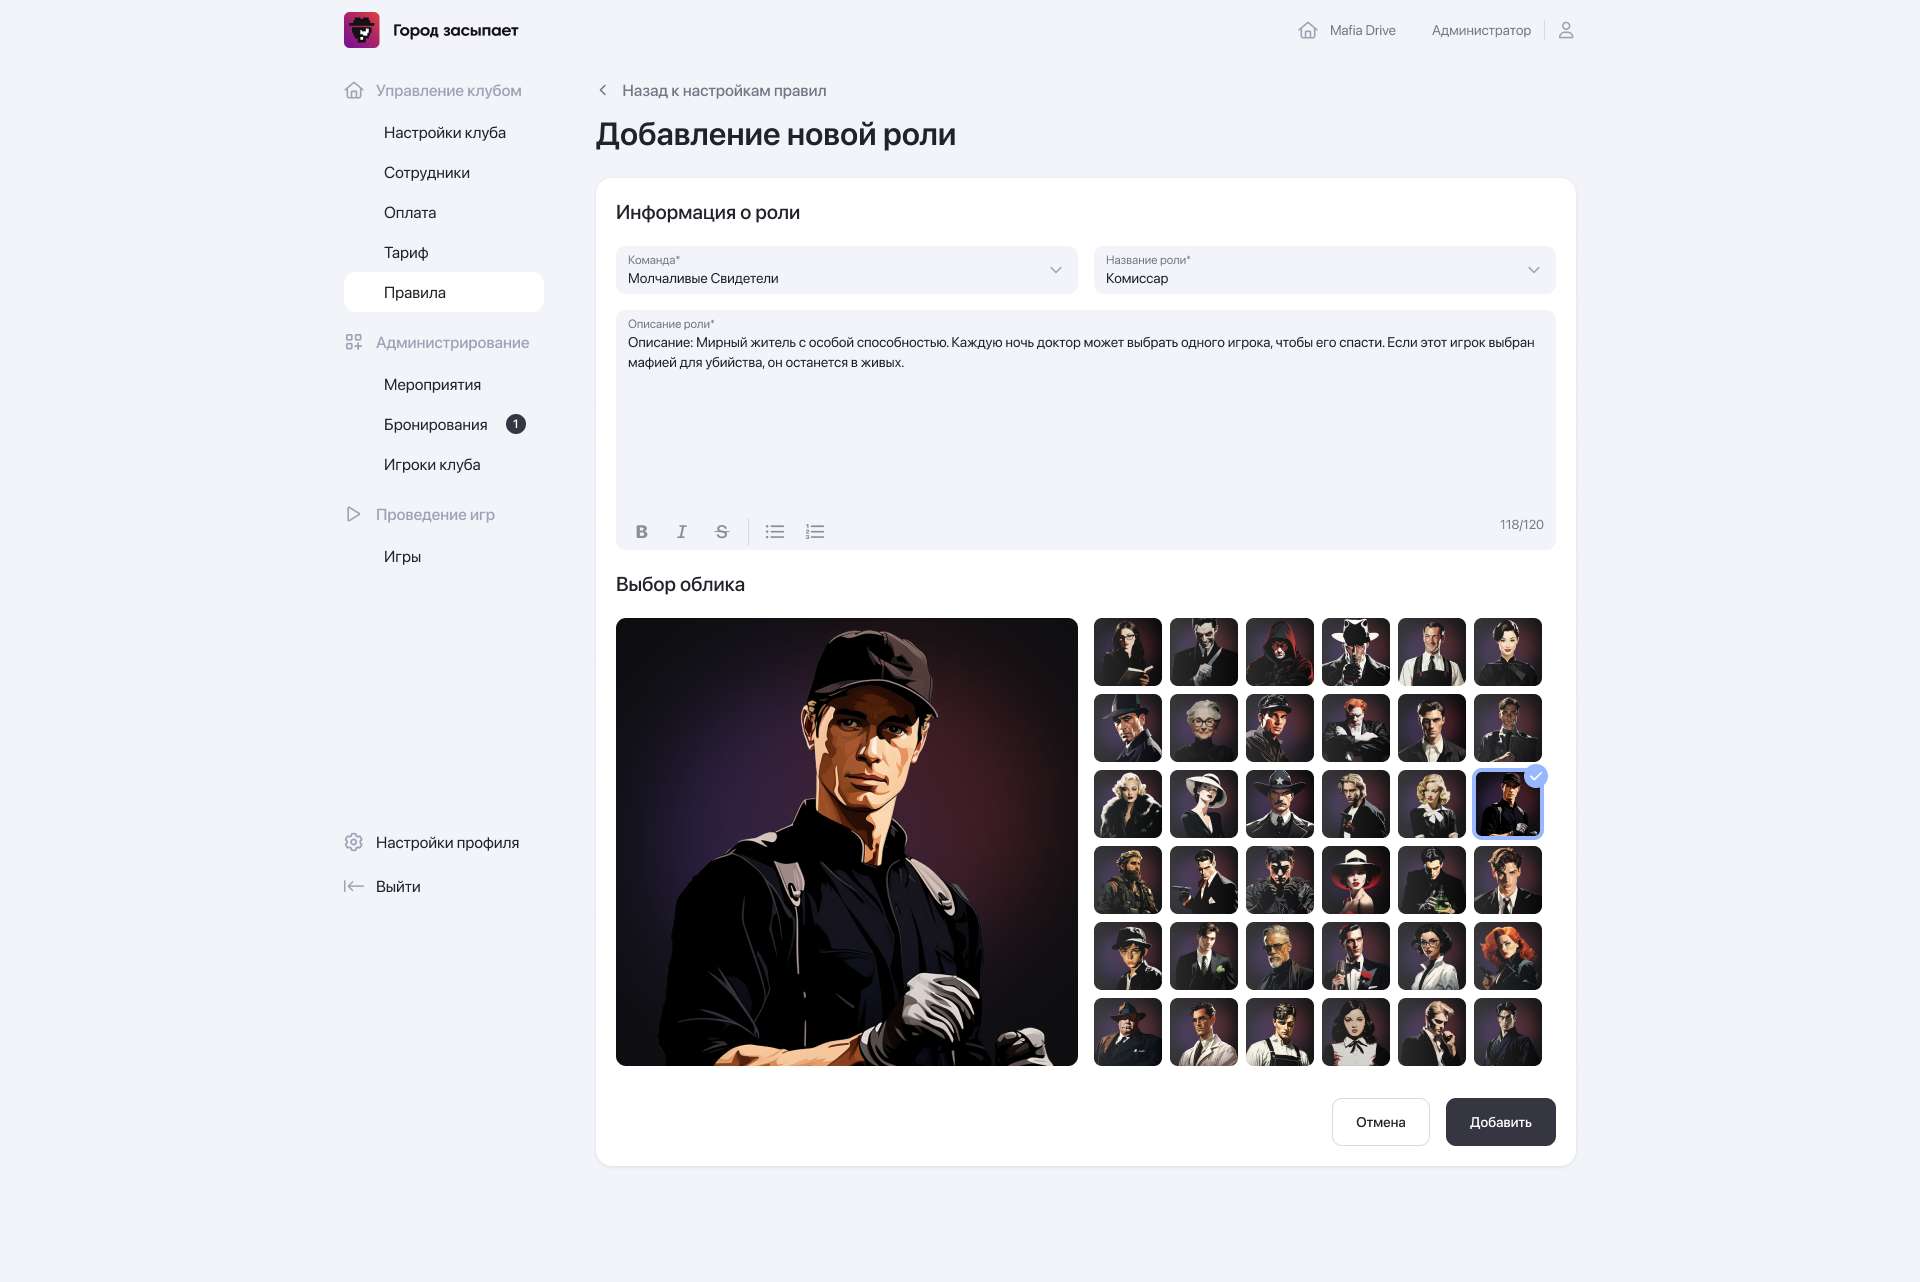 Город засыпает
Mafia Drive
Администратор
Управление клубом
Настройки клуба
Сотрудники
Оплата
Тариф
Правила
Администрирование
Мероприятия
Бронирования 1
Игроки клуба
Проведение игр
Игры
Настройки профиля
Выйти
Назад к настройкам правил
Добавление новой роли
Информация о роли
Команда*
Молчаливые Свидетели
Название роли*
Комиссар
Описание роли*
Описание: Мирный житель с особой способностью. Каждую ночь доктор может выбрать одного игрока, чтобы его спасти. Если этот игрок выбран
мафией для убийства, он останется в живых.
B I S
118/120
Выбор облика
Отмена
Добавить